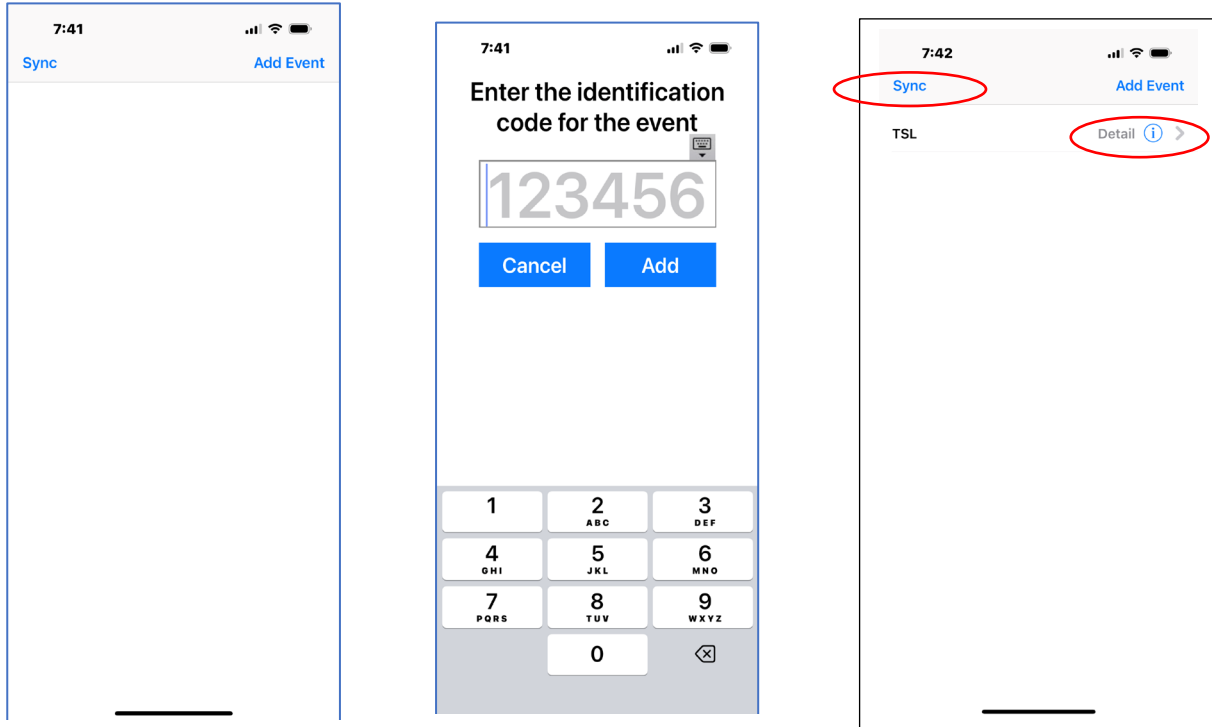 7:41
Sync Add Event
7:41
Enter the identification
code for the event
123456
Cancel Add
1 2 3
ABC DEF
4 5 6
GHI JKL MNO
7 8 9
PQRS TUV WXYZ
0
7:42
Sync Add Event
TSL Detail i